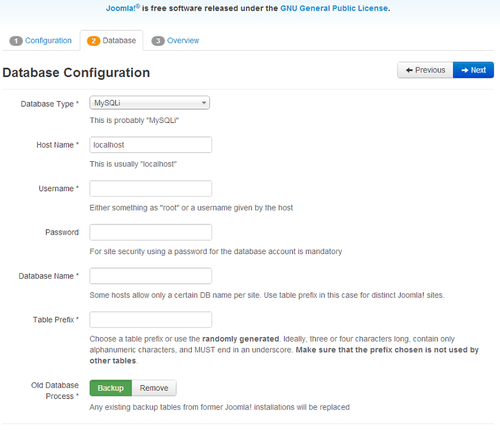 Joomla!® is free software released under the GNU General Public License.
1 Configuration 2 Database 3 Overview
Database Configuration
Previous Next
Database Type * MySQLi
This is probably "MySQLi"
Host Name * localhost
This is usually "localhost"
Username *
Either something as "root" or a username given by the host
Password
For site security using a password for the database account is mandatory
Database Name *
Some hosts allow only a certain DB name per site. Use table prefix in this case for distinct Joomla! sites.
Table Prefix *
Choose a table prefix or use the randomly generated. Ideally, three or four characters long, contain only
alphanumeric characters, and MUST end in an underscore. Make sure that the prefix chosen is not used by
other tables.
Old Database
Process *
Backup Remove
Any existing backup tables from former Joomla! installations will be replaced